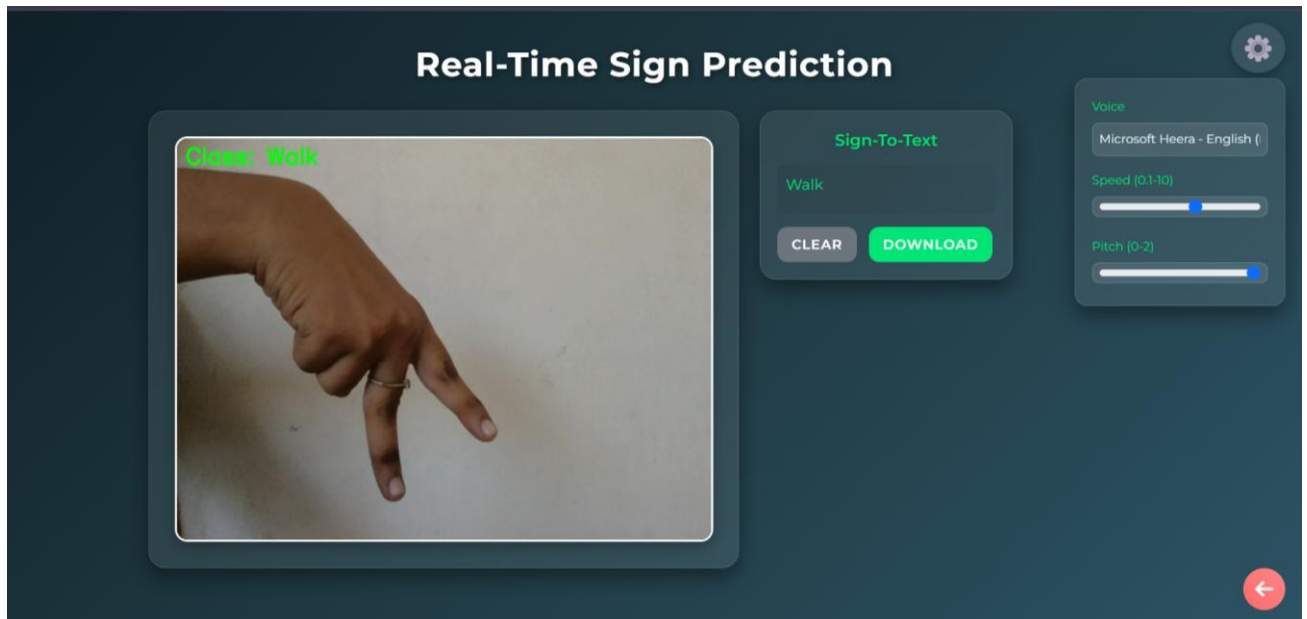 Real-Time Sign Prediction
Class: Walk
Sign-To-Text
Walk
CLEAR
DOWNLOAD
Voice
Microsoft Heera - English (
Speed (0.1-10)
Pitch (0-2)